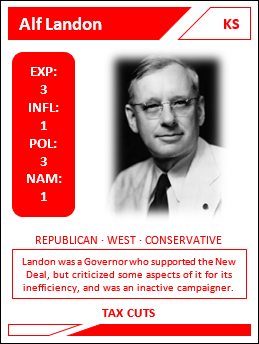 Alf Landon
KS
EXP:
3
INFL:
1
POL:
3
NAM:
1
REPUBLICAN · WEST · CONSERVATIVE
Landon was a Governor who supported the New
Deal, but criticized some aspects of it for its
inefficiency, and was an inactive campaigner.
TAX CUTS